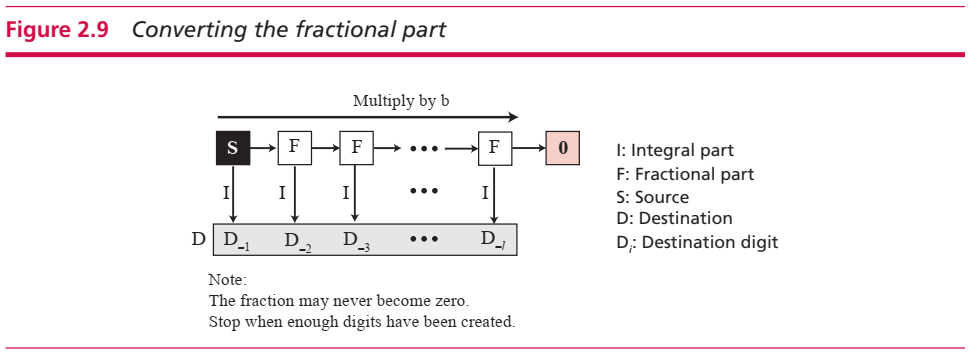 Figure 2.9 Converting the fractional part
Multiply by b
S F F ••• F 0
I I I ••• I
D D₋₁ D₋₂ D₋₃ ••• D₋ₗ
I: Integral part
F: Fractional part
S: Source
D: Destination
Dᵢ: Destination digit
Note:
The fraction may never become zero.
Stop when enough digits have been created.